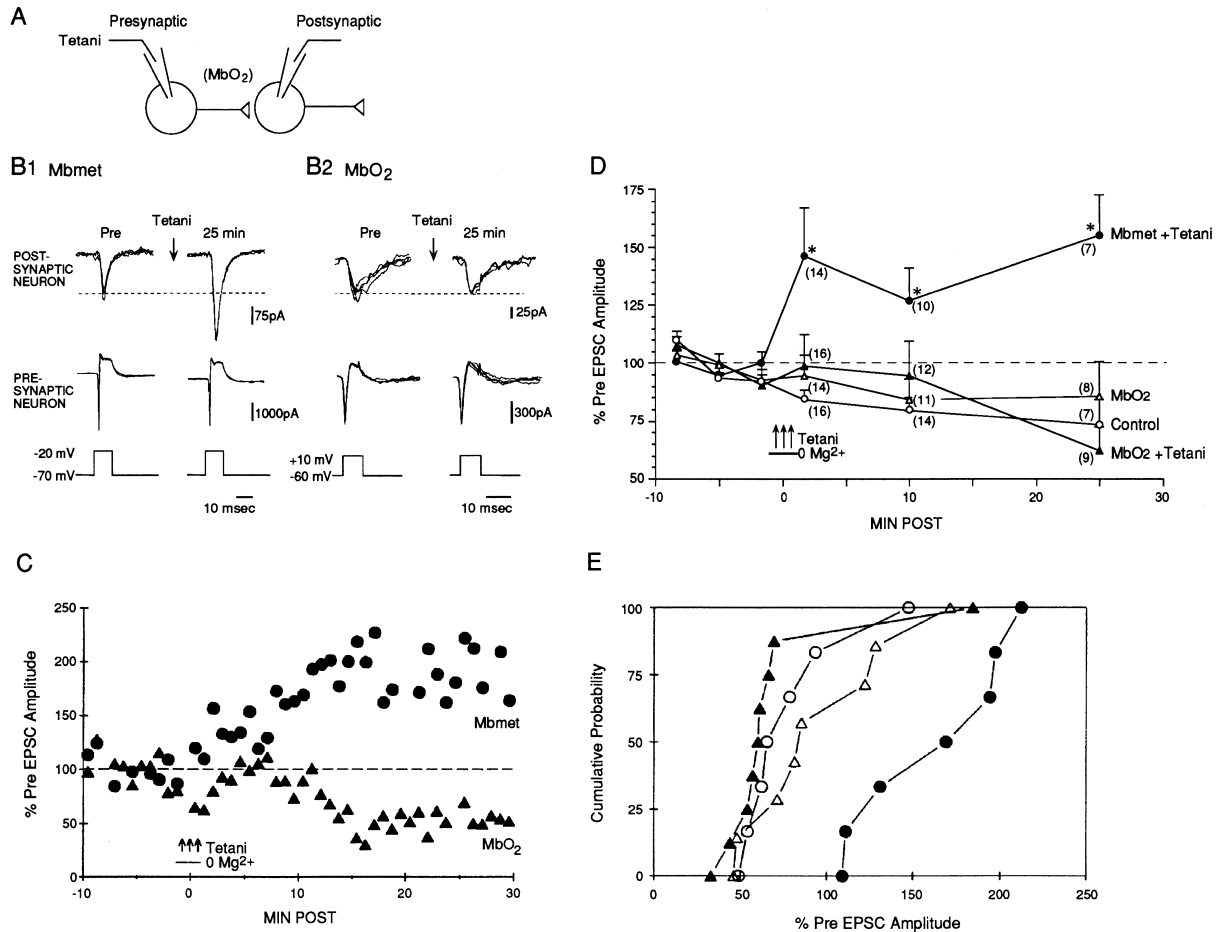 A
Presynaptic
Postsynaptic
Tetani
(MbO2)
B1 Mbmet
B2 MbO2
Pre
Tetani
25 min
Pre
Tetani
25 min
POST-
SYNAPTIC
NEURON
75pA
25pA
PRE-
SYNAPTIC
NEURON
1000pA
300pA
-20 mV
-70 mV
+10 mV
-60 mV
10 msec
10 msec
C
% Pre EPSC Amplitude
250
200
150
100
50
0
Mbmet
MbO2
Tetani
0 Mg2+
-10 0 10 20 30
MIN POST
D
% Pre EPSC Amplitude
175
150
125
100
75
50
* (14)
* (10)
* (7)
Mbmet +Tetani
(16)
(12)
(14)
(11)
(8)
MbO2
(16)
(14)
(7)
Control
(9)
MbO2 +Tetani
Tetani
0 Mg2+
-10 0 10 20 30
MIN POST
E
Cumulative Probability
100
75
50
25
0
0 50 100 150 200 250
% Pre EPSC Amplitude